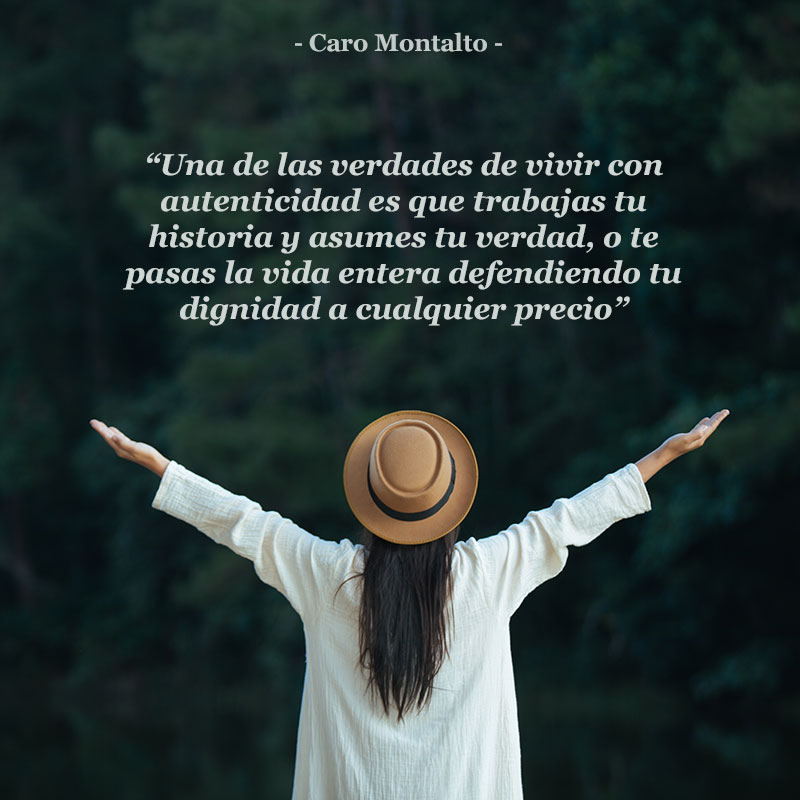 - Caro Montalto -
“Una de las verdades de vivir con
autenticidad es que trabajas tu
historia y asumes tu verdad, o te
pasas la vida entera defendiendo tu
dignidad a cualquier precio”